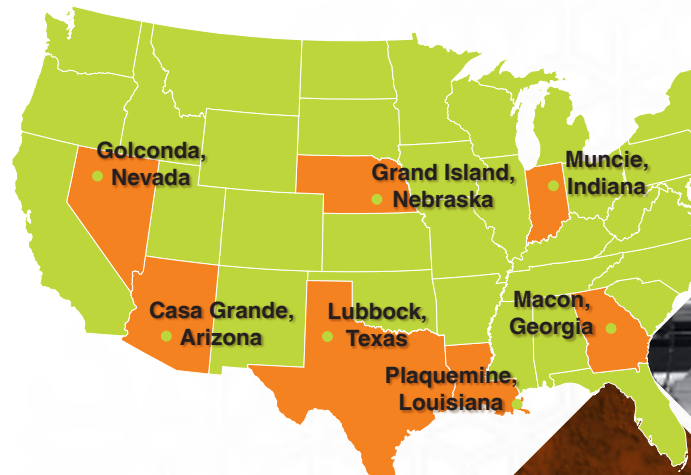 Golconda,
Nevada
Grand Island,
Nebraska
Muncie,
Indiana
Casa Grande,
Arizona
Lubbock,
Texas
Macon,
Georgia
Plaquemine,
Louisiana